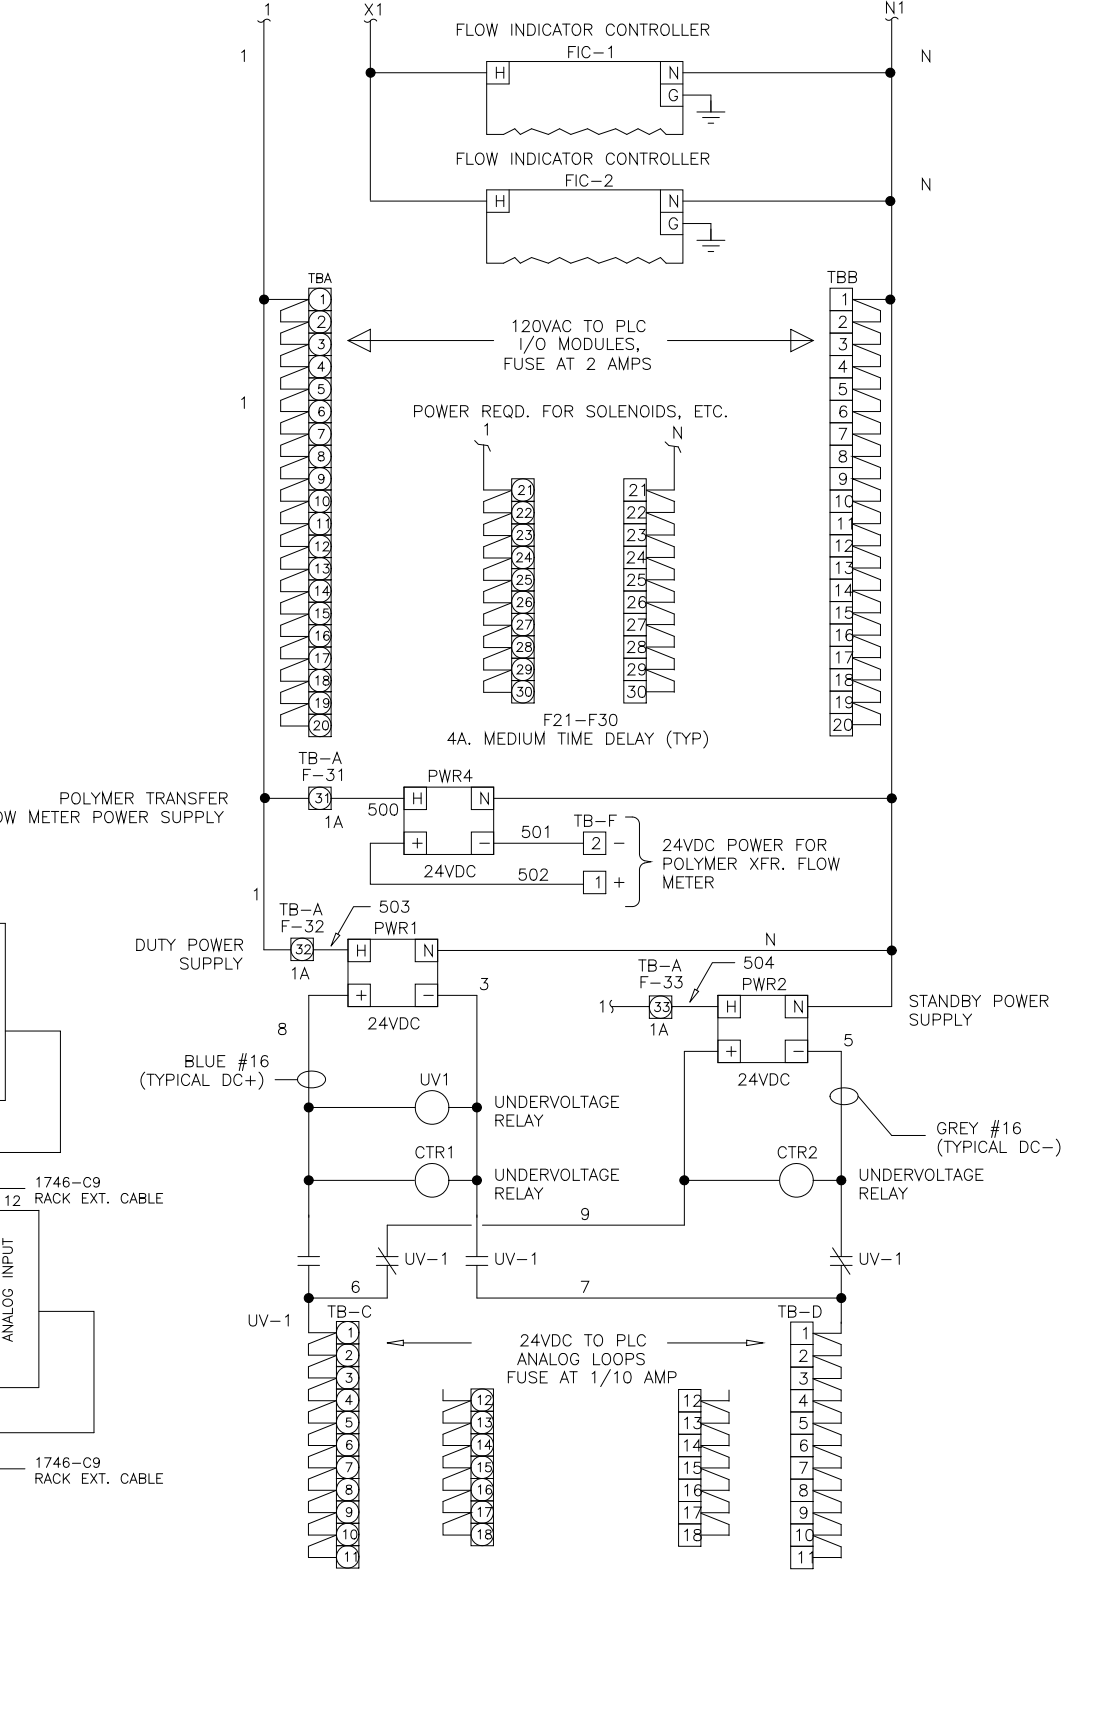 1
X1
N1
FLOW INDICATOR CONTROLLER
1
FIC-1
N
H
N
G
FLOW INDICATOR CONTROLLER
FIC-2
N
H
N
G
TBA
TBB
1
2
3
4
5
6
7
8
9
10
11
12
13
14
15
16
17
18
19
20
120VAC TO PLC
I/O MODULES,
FUSE AT 2 AMPS
1
2
3
4
5
6
7
8
9
10
11
12
13
14
15
16
17
18
19
20
1
POWER REQD. FOR SOLENOIDS, ETC.
1
N
21
22
23
24
25
26
27
28
29
30
21
22
23
24
25
26
27
28
29
30
F21-F30
4A. MEDIUM TIME DELAY (TYP)
TB-A
F-31
PWR4
POLYMER TRANSFER
OW METER POWER SUPPLY
31
1A
500
H
N
+
-
24VDC
501
502
TB-F
2 -
1 +
24VDC POWER FOR
POLYMER XFR. FLOW
METER
1
TB-A
F-32
503
PWR1
DUTY POWER
SUPPLY
32
1A
H
N
+
-
24VDC
N
3
8
TB-A
F-33
504
PWR2
1
33
1A
H
N
+
-
24VDC
STANDBY POWER
SUPPLY
5
BLUE #16
(TYPICAL DC+)
UV1
UNDERVOLTAGE
RELAY
GREY #16
(TYPICAL DC-)
CTR1
UNDERVOLTAGE
RELAY
CTR2
UNDERVOLTAGE
RELAY
1746-C9
RACK EXT. CABLE
12
ANALOG INPUT
9
UV-1
UV-1
UV-1
6
7
UV-1
TB-C
TB-D
1
2
3
4
5
6
7
8
9
10
11
24VDC TO PLC
ANALOG LOOPS
FUSE AT 1/10 AMP
12
13
14
15
16
17
18
12
13
14
15
16
17
18
1
2
3
4
5
6
7
8
9
10
11
1746-C9
RACK EXT. CABLE